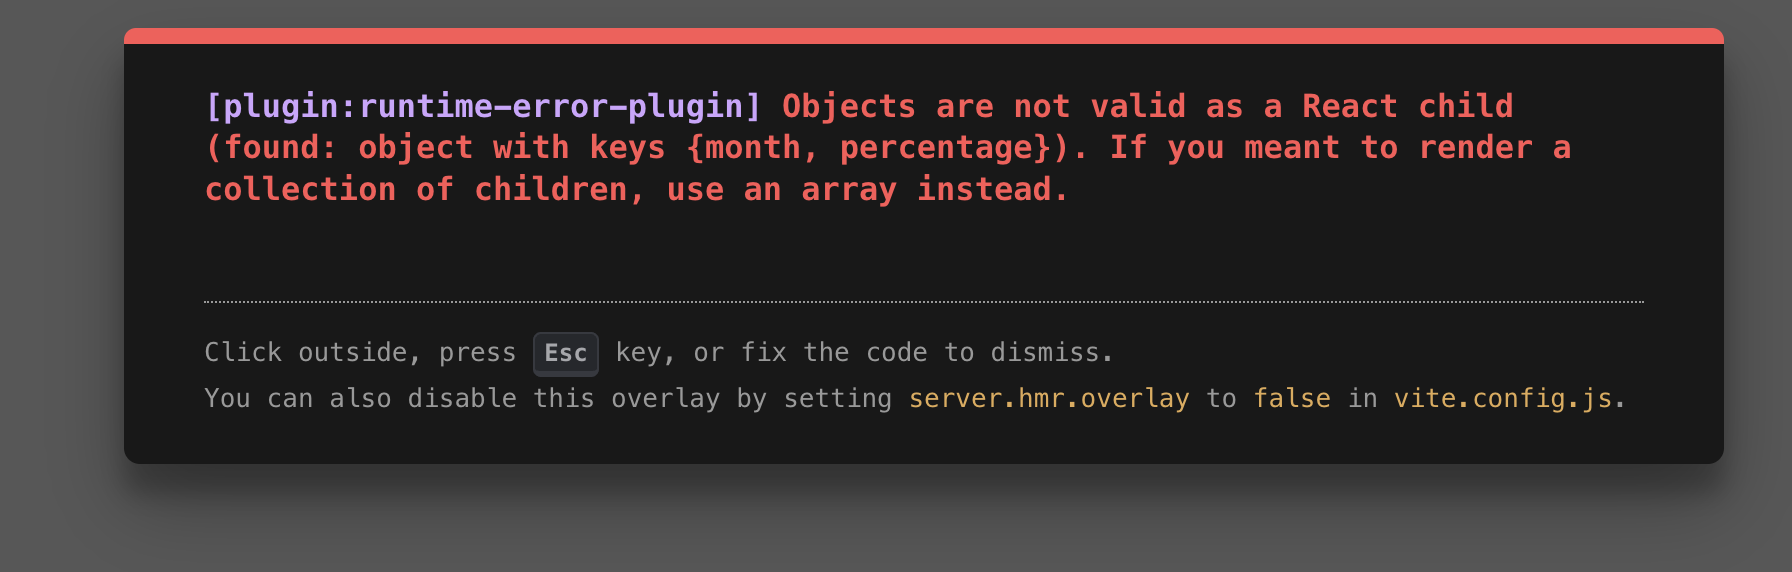 [plugin:runtime-error-plugin] Objects are not valid as a React child
(found: object with keys {month, percentage}). If you meant to render a
collection of children, use an array instead.
Click outside, press Esc key, or fix the code to dismiss.
You can also disable this overlay by setting server.hmr.overlay to false in vite.config.js.